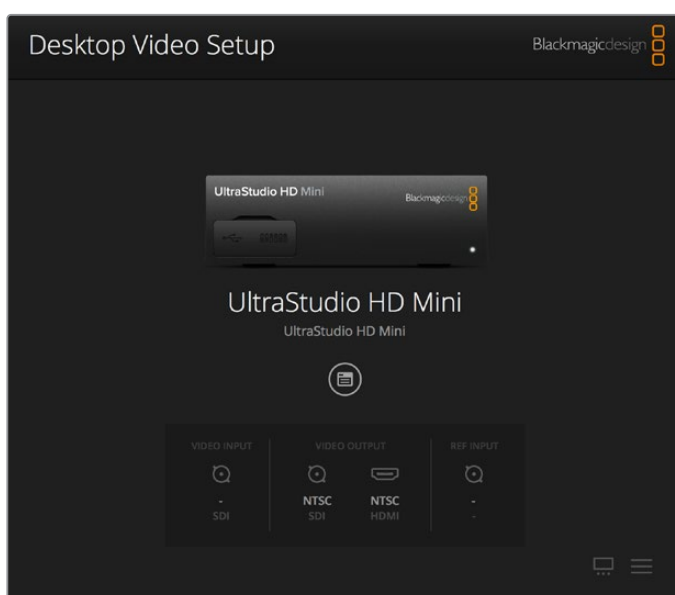 Desktop Video Setup
Blackmagicdesign
UltraStudio HD Mini
Blackmagicdesign
UltraStudio HD Mini
UltraStudio HD Mini
VIDEO INPUT VIDEO OUTPUT REF INPUT
- NTSC NTSC -
SDI SDI HDMI -